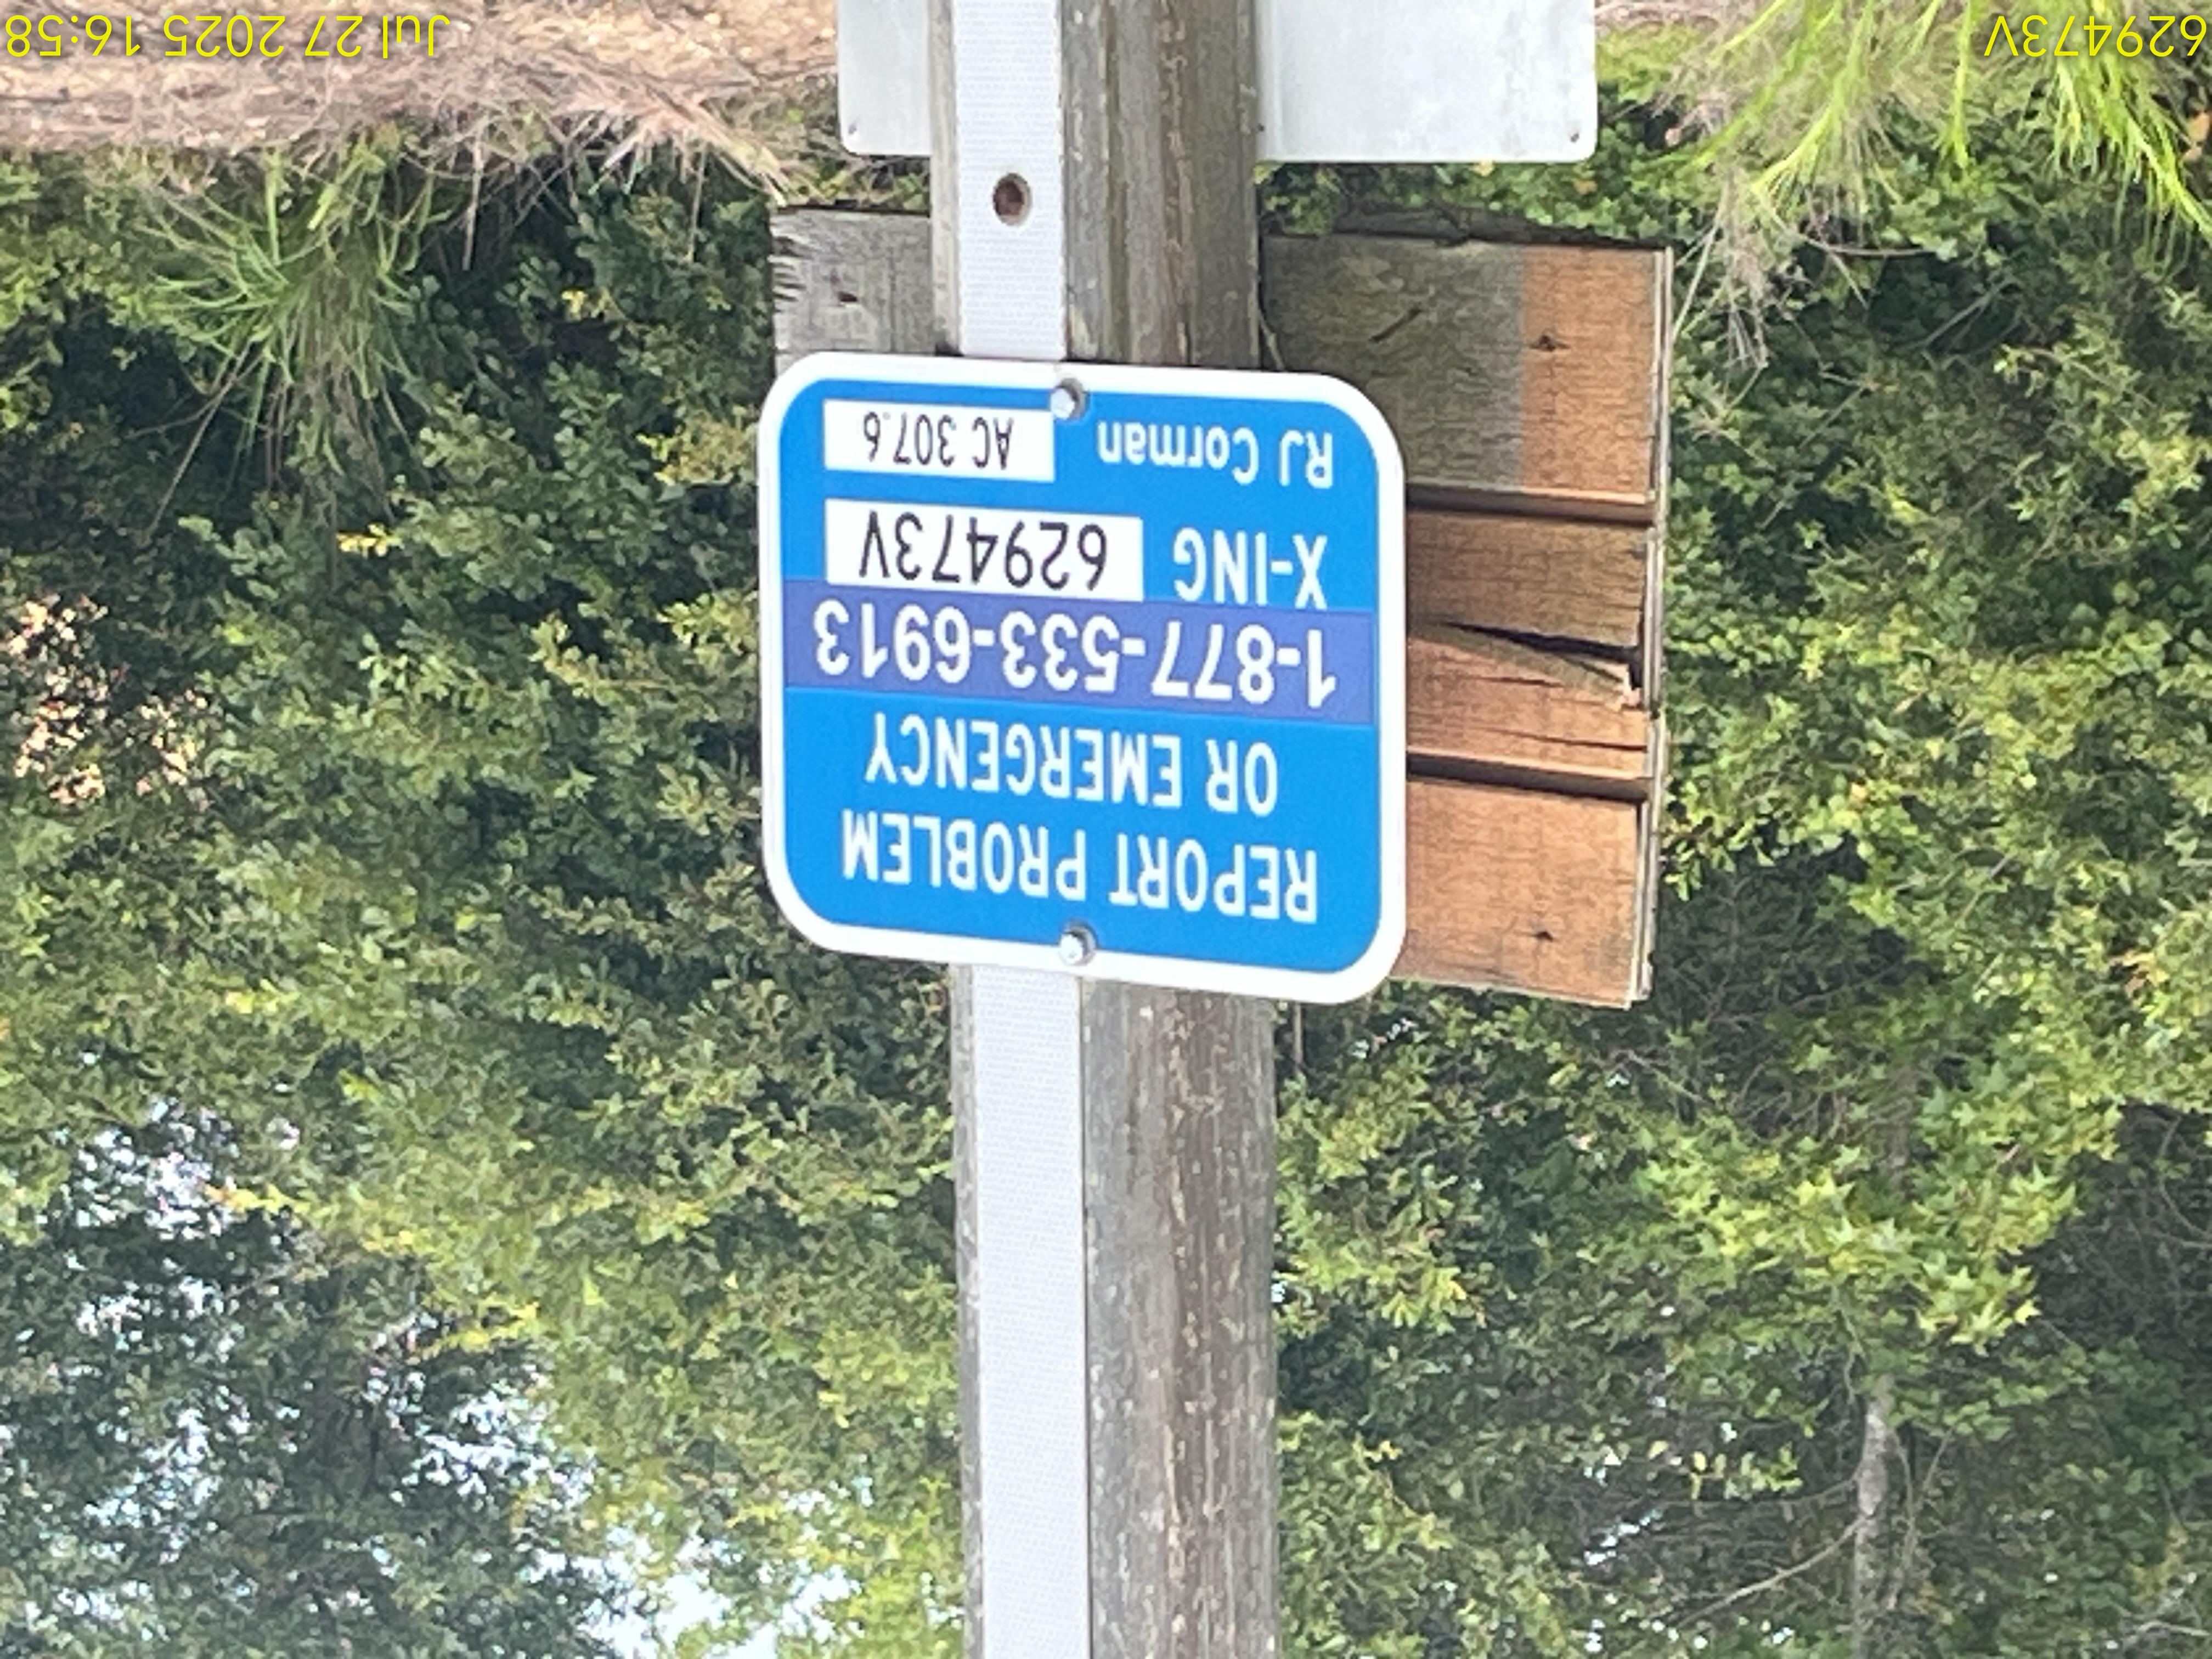 REPORT PROBLEM
OR EMERGENCY
1-877-533-6913
X-ING 629473V
RJ Corman AC 307.6
629473V
Jul 27 2025 16:58